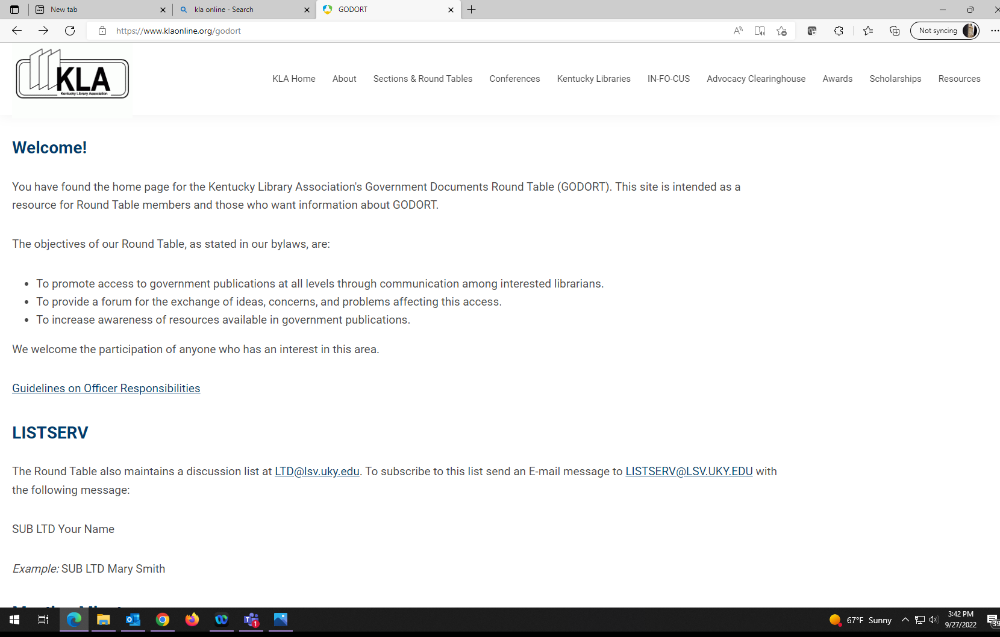 New tab
kla online - Search
GODORT
https://www.klaonline.org/godort
Not syncing
KLA
Kentucky Library Association
KLA Home
About
Sections & Round Tables
Conferences
Kentucky Libraries
IN-FO-CUS
Advocacy Clearinghouse
Awards
Scholarships
Resources
Welcome!
You have found the home page for the Kentucky Library Association's Government Documents Round Table (GODORT). This site is intended as a
resource for Round Table members and those who want information about GODORT.
The objectives of our Round Table, as stated in our bylaws, are:
• To promote access to government publications at all levels through communication among interested librarians.
• To provide a forum for the exchange of ideas, concerns, and problems affecting this access.
• To increase awareness of resources available in government publications.
We welcome the participation of anyone who has an interest in this area.
Guidelines on Officer Responsibilities
LISTSERV
The Round Table also maintains a discussion list at LTD@lsv.uky.edu. To subscribe to this list send an E-mail message to LISTSERV@LSV.UKY.EDU with
the following message:
SUB LTD Your Name
Example: SUB LTD Mary Smith
1
67°F Sunny
3:42 PM
9/27/2022
39